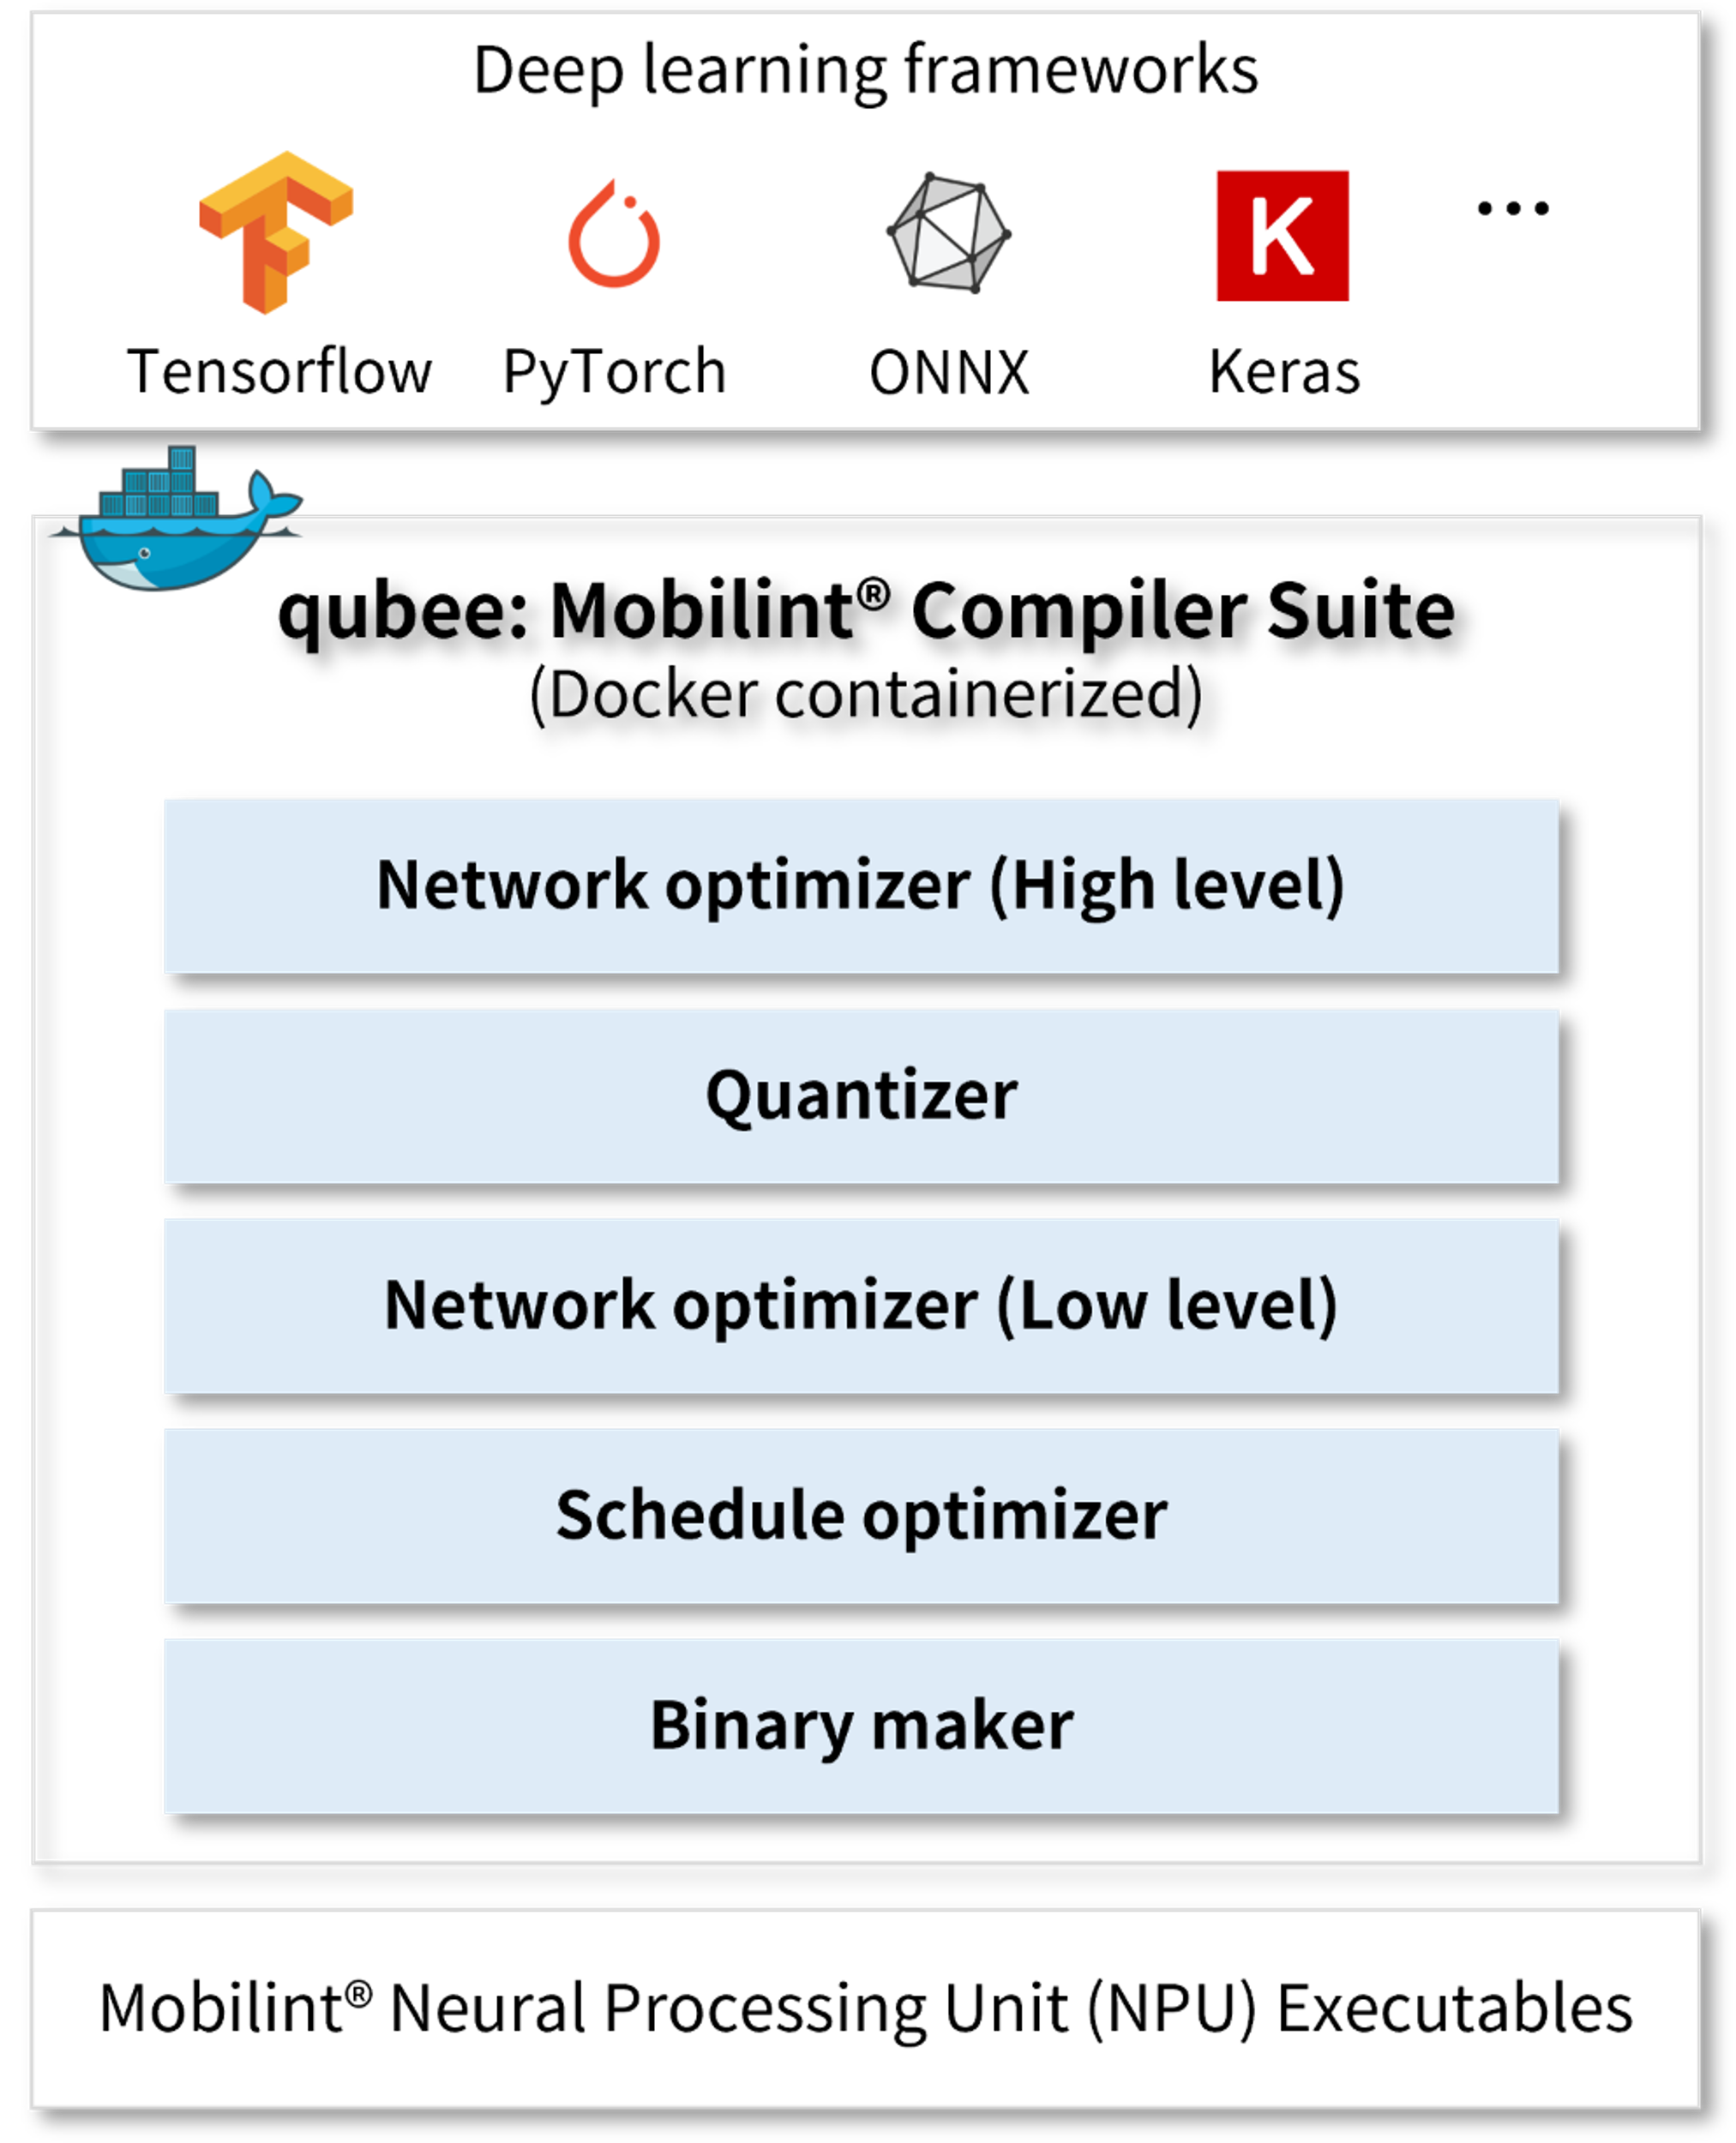 Deep learning frameworks
K
...
Tensorflow PyTorch ONNX Keras
qubee: Mobilint® Compiler Suite
(Docker containerized)
Network optimizer (High level)
Quantizer
Network optimizer (Low level)
Schedule optimizer
Binary maker
Mobilint® Neural Processing Unit (NPU) Executables